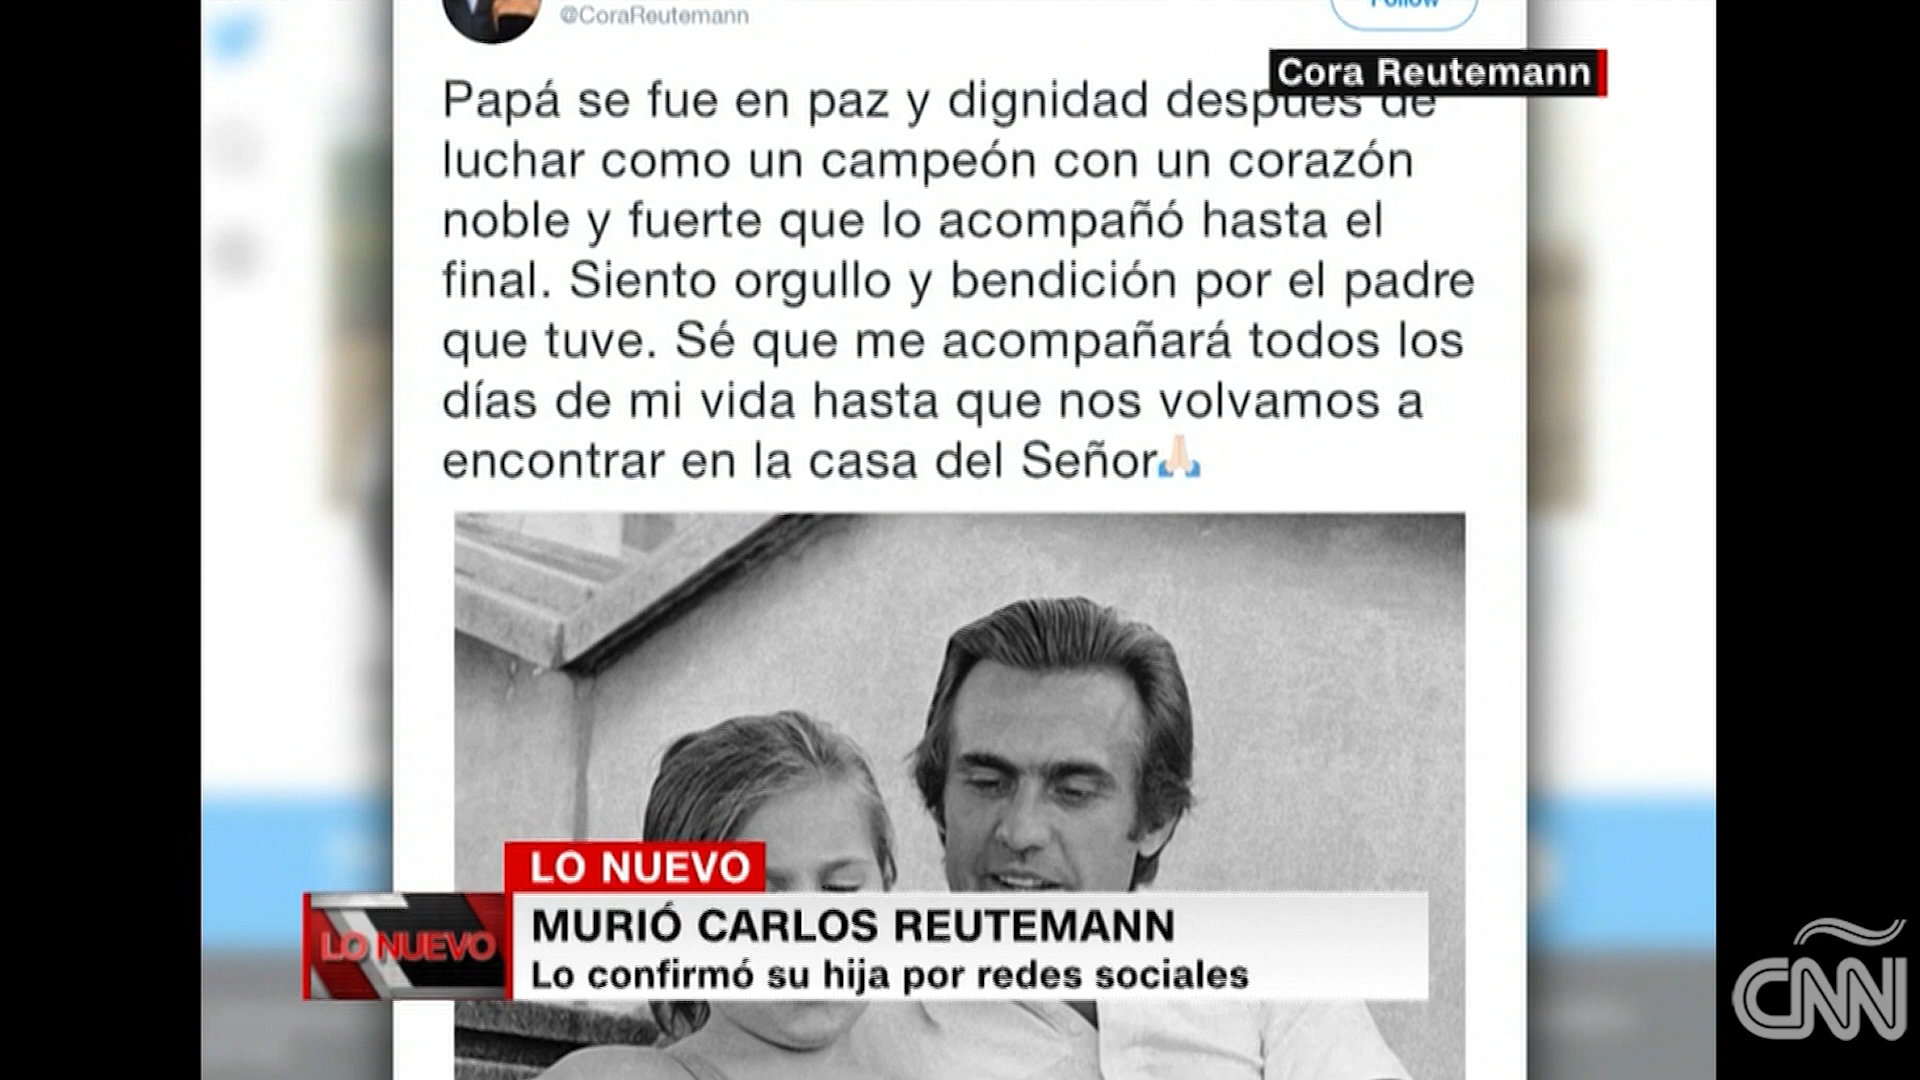 @CoraReutemann
Follow
Cora Reutemann
Papá se fue en paz y dignidad después de
luchar como un campeón con un corazón
noble y fuerte que lo acompañó hasta el
final. Siento orgullo y bendición por el padre
que tuve. Sé que me acompañará todos los
días de mi vida hasta que nos volvamos a
encontrar en la casa del Señor🙏🏻
LO NUEVO
LO NUEVO
MURIÓ CARLOS REUTEMANN
Lo confirmó su hija por redes sociales
CNN